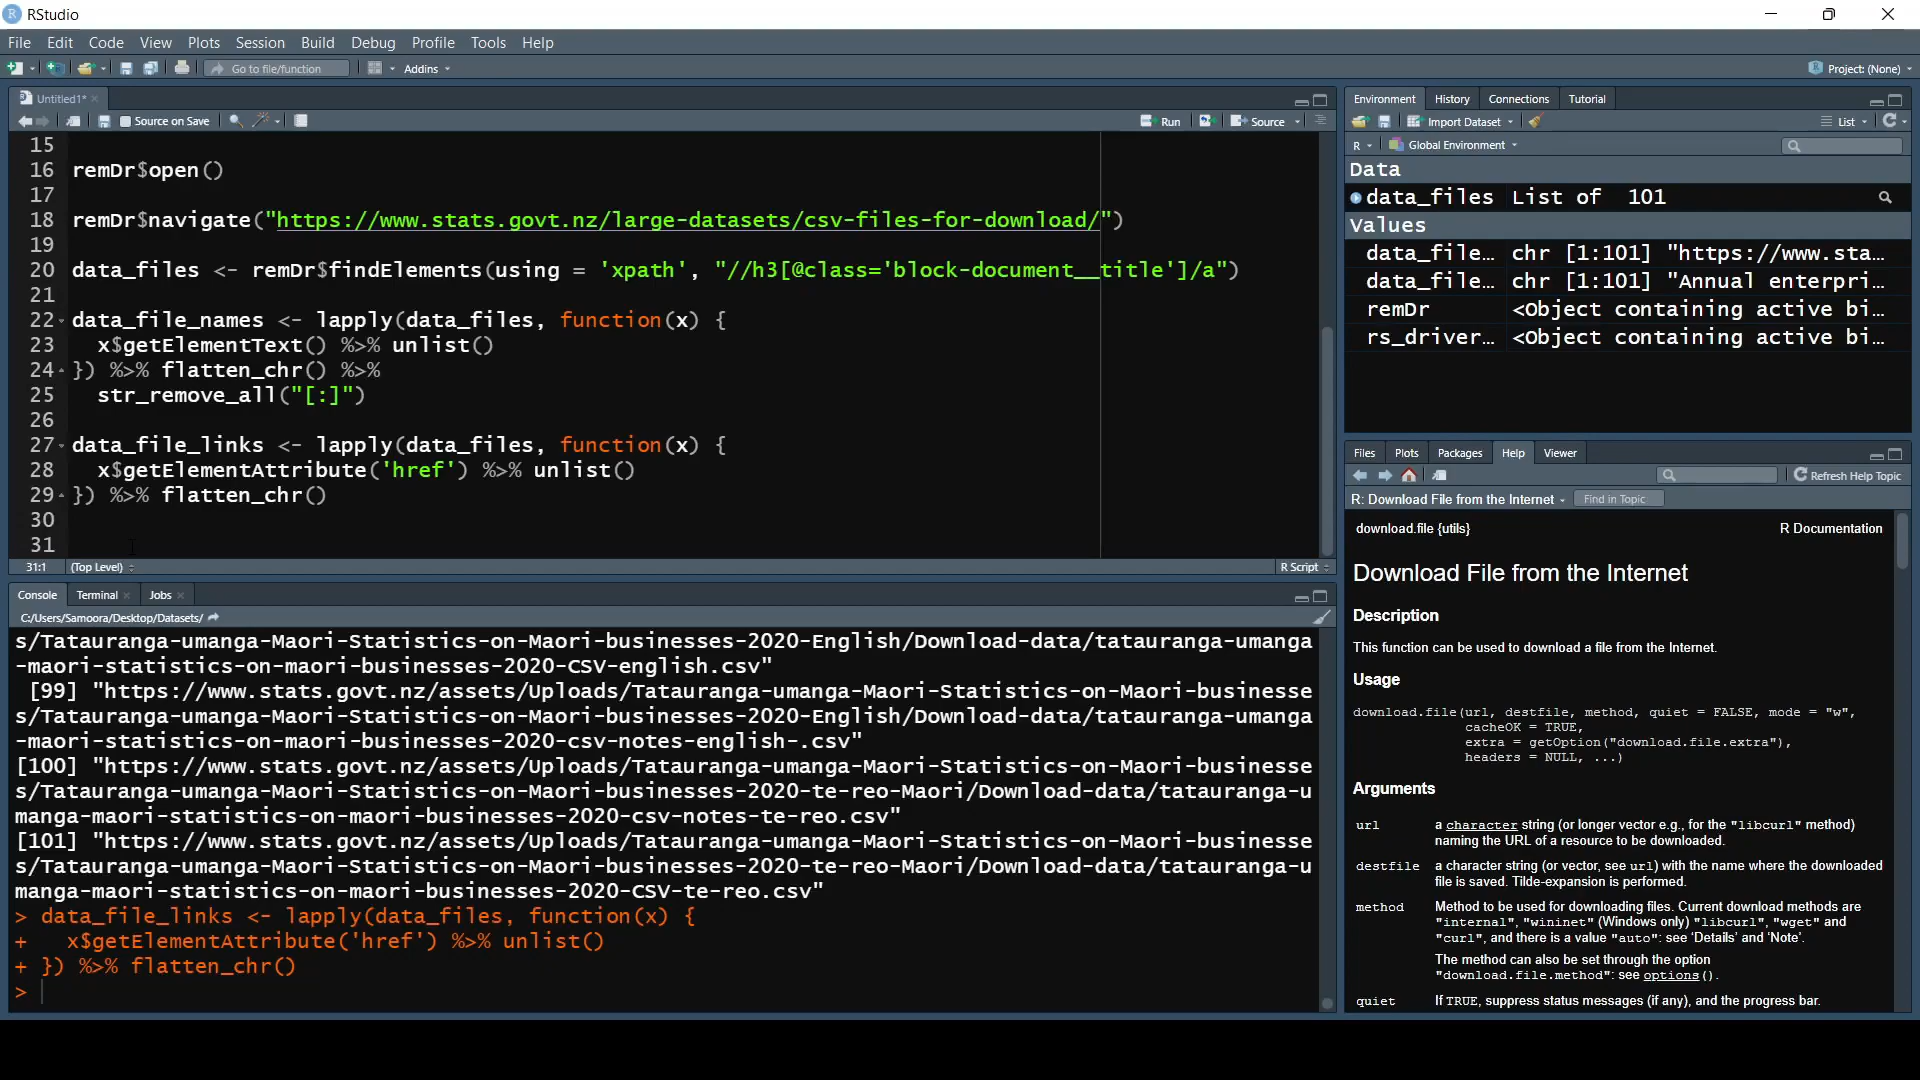 RStudio
File Edit Code View Plots Session Build Debug Profile Tools Help
Go to file/function Addins Project: (None)
Untitled1*
Source on Save Run Source
15
16 remDr$open()
17
18 remDr$navigate("https://www.stats.govt.nz/large-datasets/csv-files-for-download/")
19
20 data_files <- remDr$findElements(using = 'xpath', "//h3[@class='block-document__title']/a")
21
22 data_file_names <- lapply(data_files, function(x) {
23 x$getElementText() %>% unlist()
24 }) %>% flatten_chr() %>%
25 str_remove_all("[:]")
26
27 data_file_links <- lapply(data_files, function(x) {
28 x$getElementAttribute('href') %>% unlist()
29 }) %>% flatten_chr()
30
31
31:1 (Top Level) R Script
Console Terminal Jobs
C:/Users/Samoora/Desktop/Datasets/
s/Tatauranga-umanga-Maori-Statistics-on-Maori-businesses-2020-English/Download-data/tatauranga-umanga
-maori-statistics-on-maori-businesses-2020-CSV-english.csv"
[99] "https://www.stats.govt.nz/assets/Uploads/Tatauranga-umanga-Maori-Statistics-on-Maori-businesse
s/Tatauranga-umanga-Maori-Statistics-on-Maori-businesses-2020-English/Download-data/tatauranga-umanga
-maori-statistics-on-maori-businesses-2020-csv-notes-english-.csv"
[100] "https://www.stats.govt.nz/assets/Uploads/Tatauranga-umanga-Maori-Statistics-on-Maori-businesse
s/Tatauranga-umanga-Maori-Statistics-on-Maori-businesses-2020-te-reo-Maori/Download-data/tatauranga-u
manga-maori-statistics-on-maori-businesses-2020-csv-notes-te-reo.csv"
[101] "https://www.stats.govt.nz/assets/Uploads/Tatauranga-umanga-Maori-Statistics-on-Maori-businesse
s/Tatauranga-umanga-Maori-Statistics-on-Maori-businesses-2020-te-reo-Maori/Download-data/tatauranga-u
manga-maori-statistics-on-maori-businesses-2020-CSV-te-reo.csv"
> data_file_links <- lapply(data_files, function(x) {
+ x$getElementAttribute('href') %>% unlist()
+ }) %>% flatten_chr()
>
Environment History Connections Tutorial
Import Dataset List
R Global Environment
Data
data_files List of 101
Values
data_file… chr [1:101] "https://www.sta…
data_file… chr [1:101] "Annual enterpri…
remDr <Object containing active bi…
rs_driver… <Object containing active bi…
Files Plots Packages Help Viewer
Refresh Help Topic
R: Download File from the Internet Find in Topic
download.file {utils} R Documentation
Download File from the Internet
Description
This function can be used to download a file from the Internet.
Usage
download.file(url, destfile, method, quiet = FALSE, mode = "w",
cacheOK = TRUE,
extra = getOption("download.file.extra"),
headers = NULL, ...)
Arguments
url a character string (or longer vector e.g., for the "libcurl" method)
naming the URL of a resource to be downloaded.
destfile a character string (or vector, see url) with the name where the downloaded
file is saved. Tilde-expansion is performed.
method Method to be used for downloading files. Current download methods are
"internal", "wininet" (Windows only) "libcurl", "wget" and
"curl", and there is a value "auto": see ‘Details’ and ‘Note’.
The method can also be set through the option
"download.file.method": see options().
quiet If TRUE, suppress status messages (if any), and the progress bar.